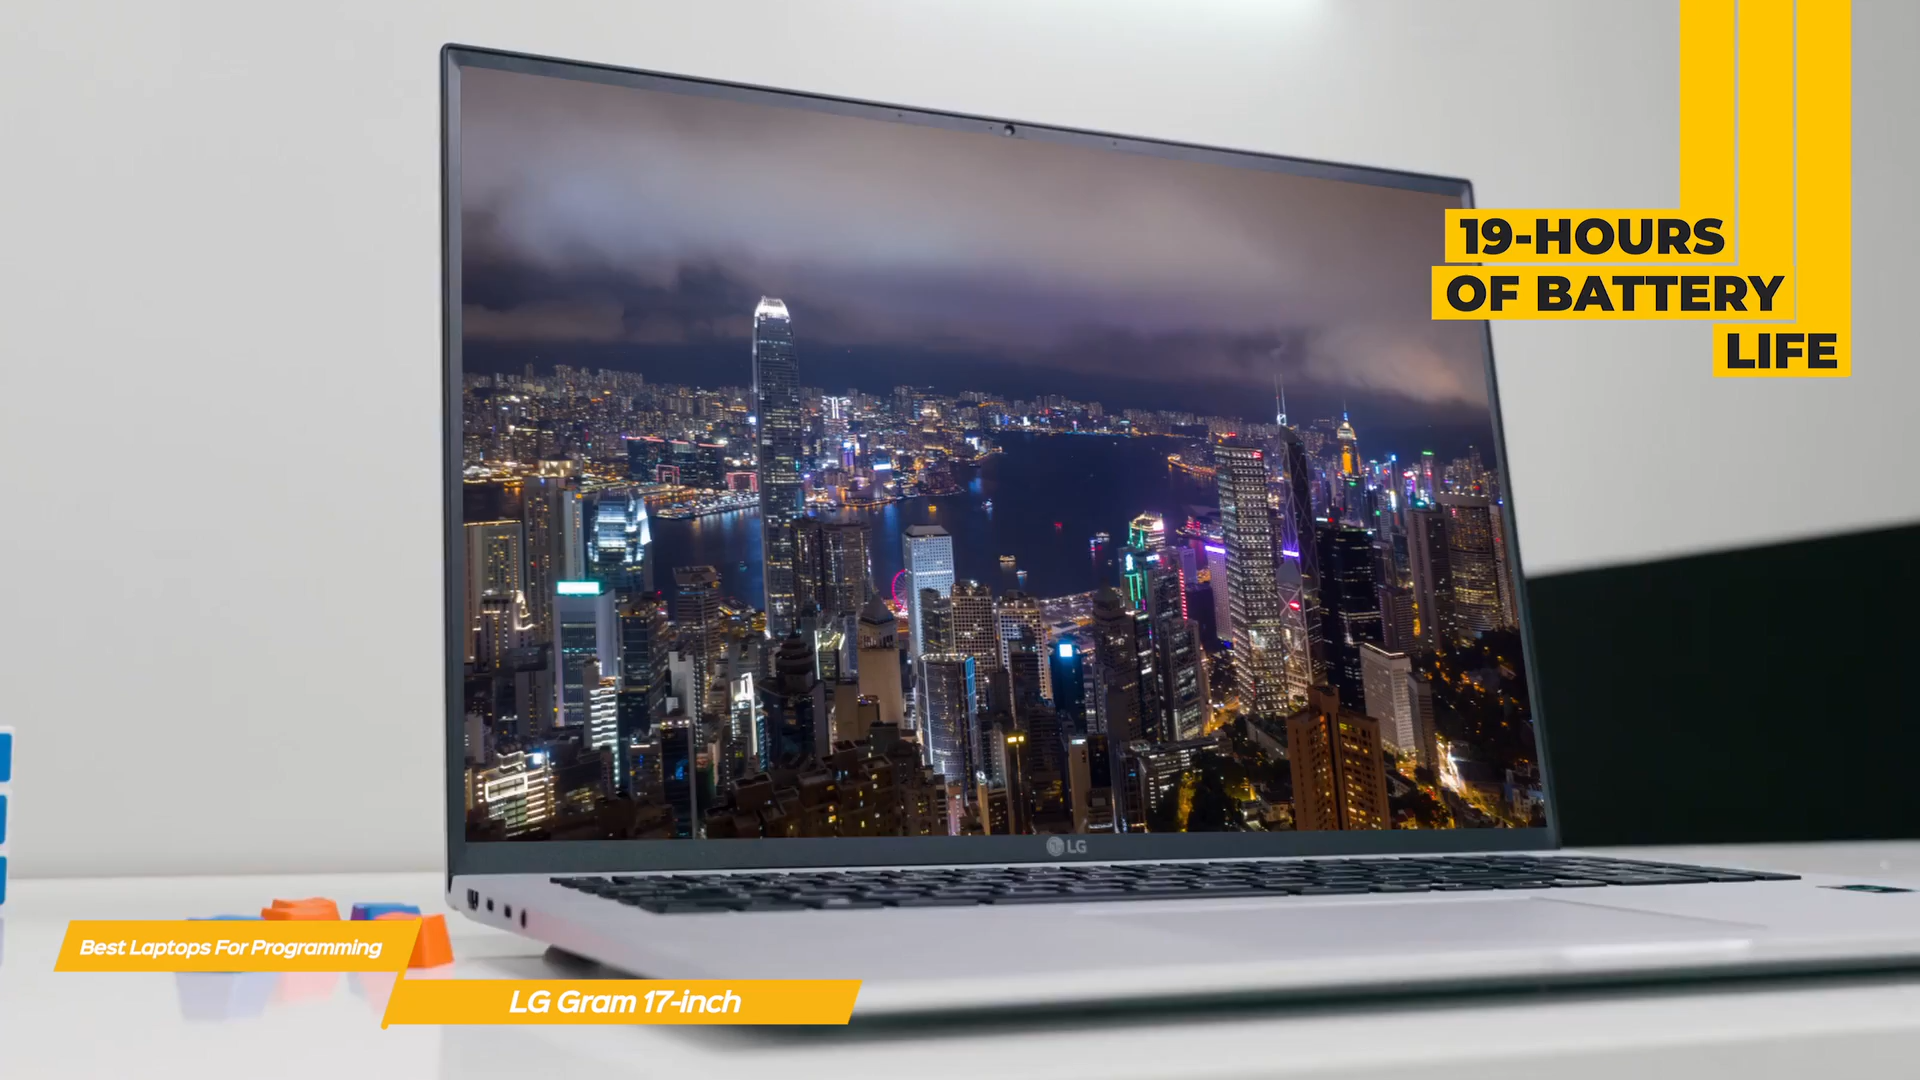 19-HOURS
OF BATTERY
LIFE
LG
Best Laptops For Programming
LG Gram 17-inch